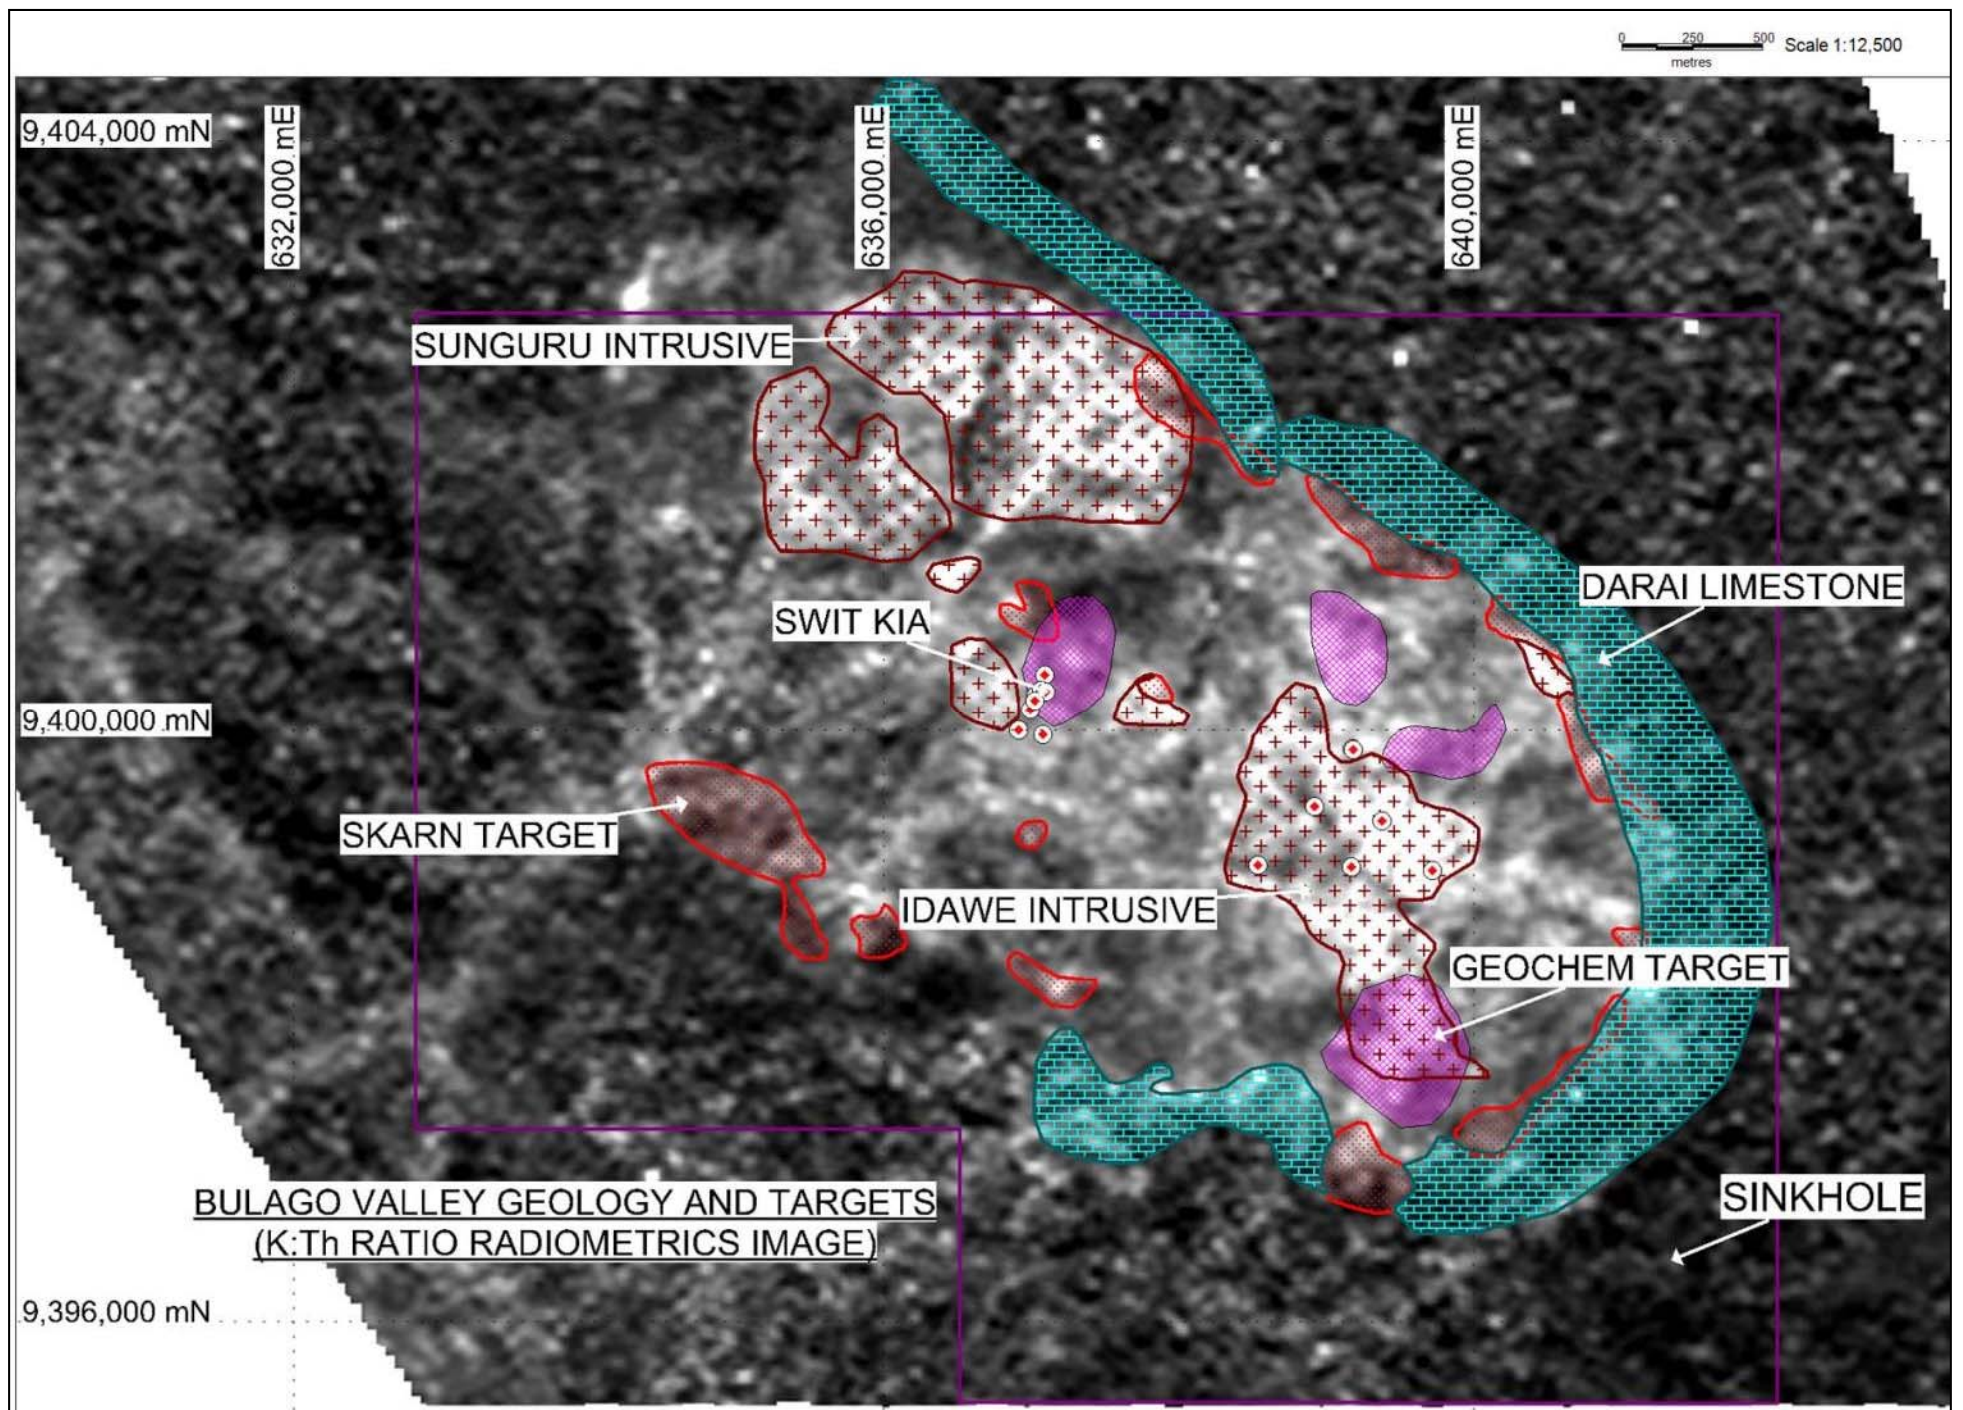 0 250 500 Scale 1:12,500
metres
9,404,000 mN
632,000 mE
636,000 mE
640,000 mE
SUNGURU INTRUSIVE
DARAI LIMESTONE
SWIT KIA
9,400,000 mN
SKARN TARGET
IDAWE INTRUSIVE
GEOCHEM TARGET
BULAGO VALLEY GEOLOGY AND TARGETS
(K:Th RATIO RADIOMETRICS IMAGE)
SINKHOLE
9,396,000 mN